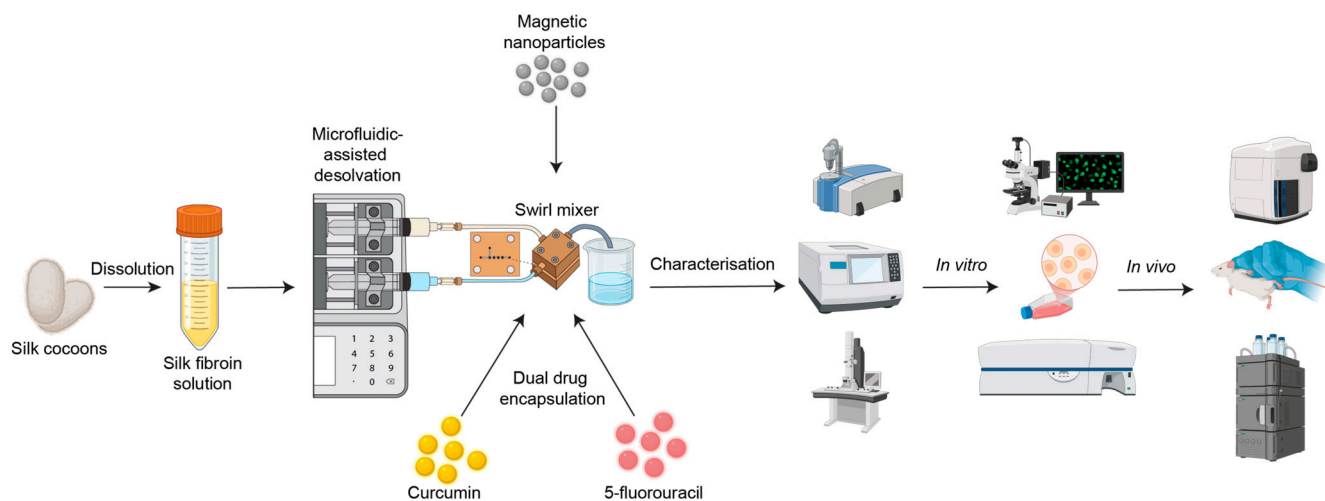 Magnetic
nanoparticles
Microfluidic-
assisted
desolvation
Swirl mixer
Dissolution
Characterisation
In vitro
In vivo
Silk cocoons
Silk fibroin
solution
1 2 3
4 5 6
7 8 9
. 0
Dual drug
encapsulation
Curcumin
5-fluorouracil